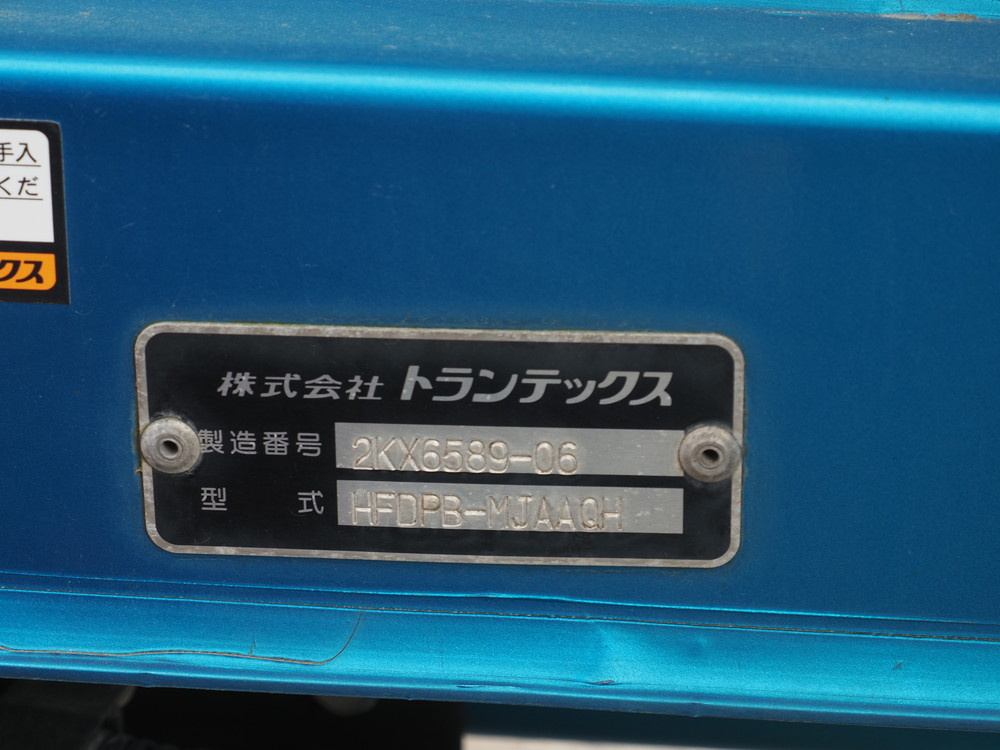 手入
くだ
クス
株式会社 トランテックス
製造番号 2KX6589-06
型 式 HFDPB-MJAAQH